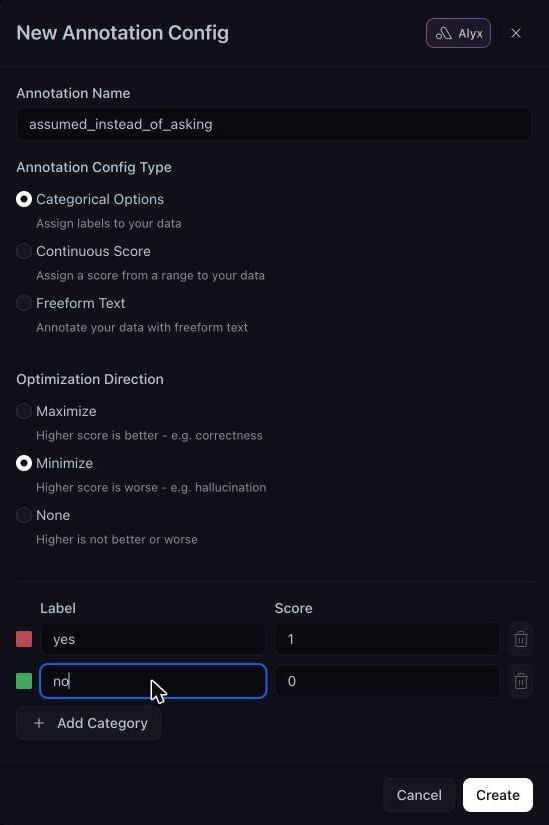 New Annotation Config
Alyx
Annotation Name
assumed_instead_of_asking
Annotation Config Type
Categorical Options
Assign labels to your data
Continuous Score
Assign a score from a range to your data
Freeform Text
Annotate your data with freeform text
Optimization Direction
Maximize
Higher score is better - e.g. correctness
Minimize
Higher score is worse - e.g. hallucination
None
Higher is not better or worse
Label Score
yes 1
no 0
+ Add Category
Cancel Create